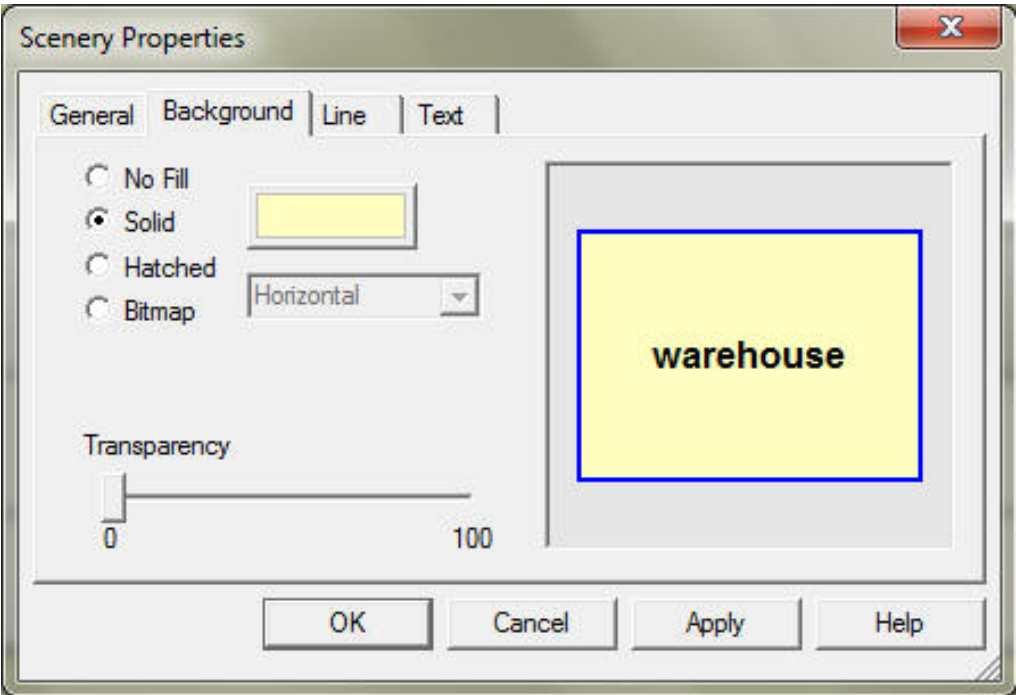 Scenery Properties
General Background Line Text
No Fill
Solid
Hatched
Bitmap
Horizontal
warehouse
Transparency
0 100
OK Cancel Apply Help